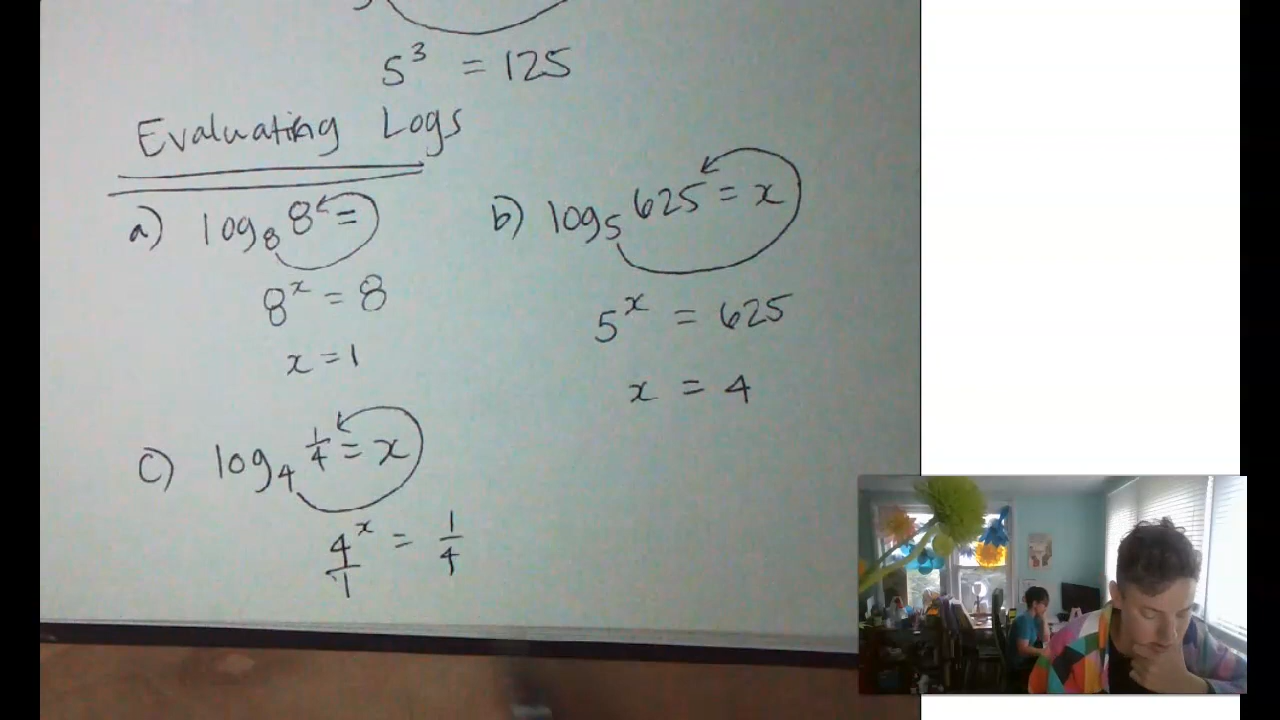 5³ = 125
Evaluating Logs
a) log₈ 8 =
8ˣ = 8
x = 1
b) log₅ 625 = x
5ˣ = 625
x = 4
c) log₄ 1/4 = x
4ˣ/1 = 1/4